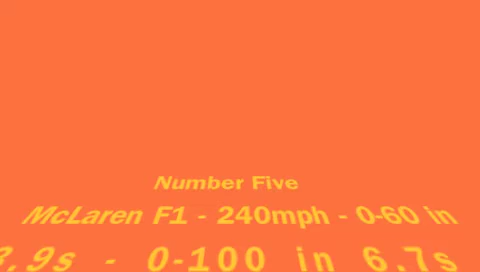 Number Five
McLaren F1 - 240mph - 0-60 in
3.9s - 0-100 in 6.7s